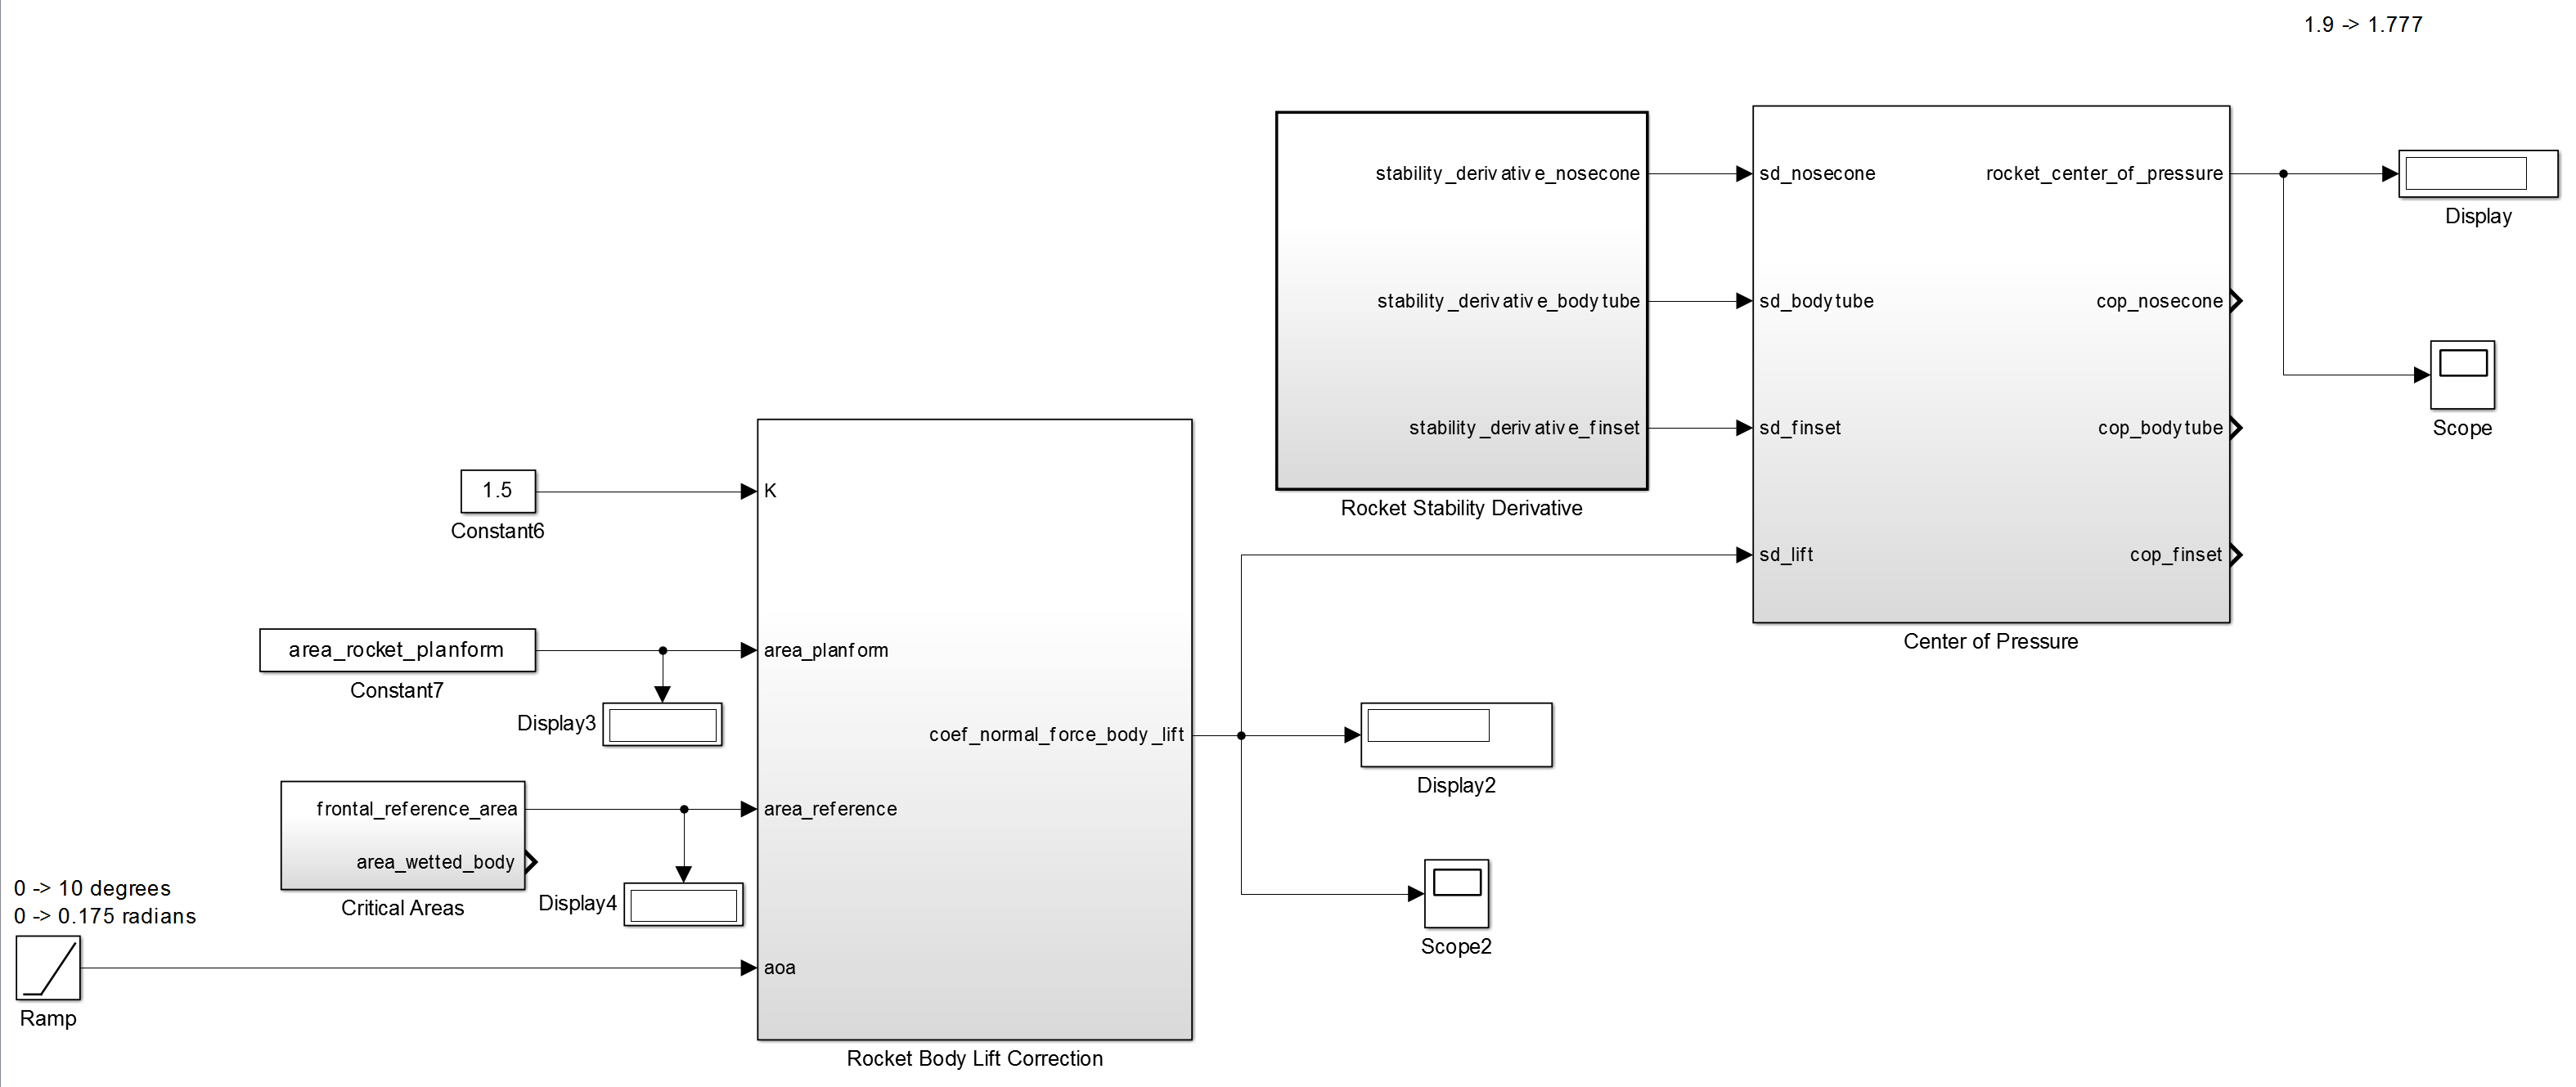 1.9 -> 1.777
stability_derivative_nosecone
stability_derivative_bodytube
stability_derivative_finset
Rocket Stability Derivative
sd_nosecone
sd_bodytube
sd_finset
sd_lift
rocket_center_of_pressure
cop_nosecone
cop_bodytube
cop_finset
Center of Pressure
Display
Scope
1.5
Constant6
area_rocket_planform
Constant7
Display3
frontal_reference_area
area_wetted_body
Critical Areas
Display4
0 -> 10 degrees
0 -> 0.175 radians
Ramp
K
area_planform
area_reference
aoa
coef_normal_force_body_lift
Rocket Body Lift Correction
Display2
Scope2